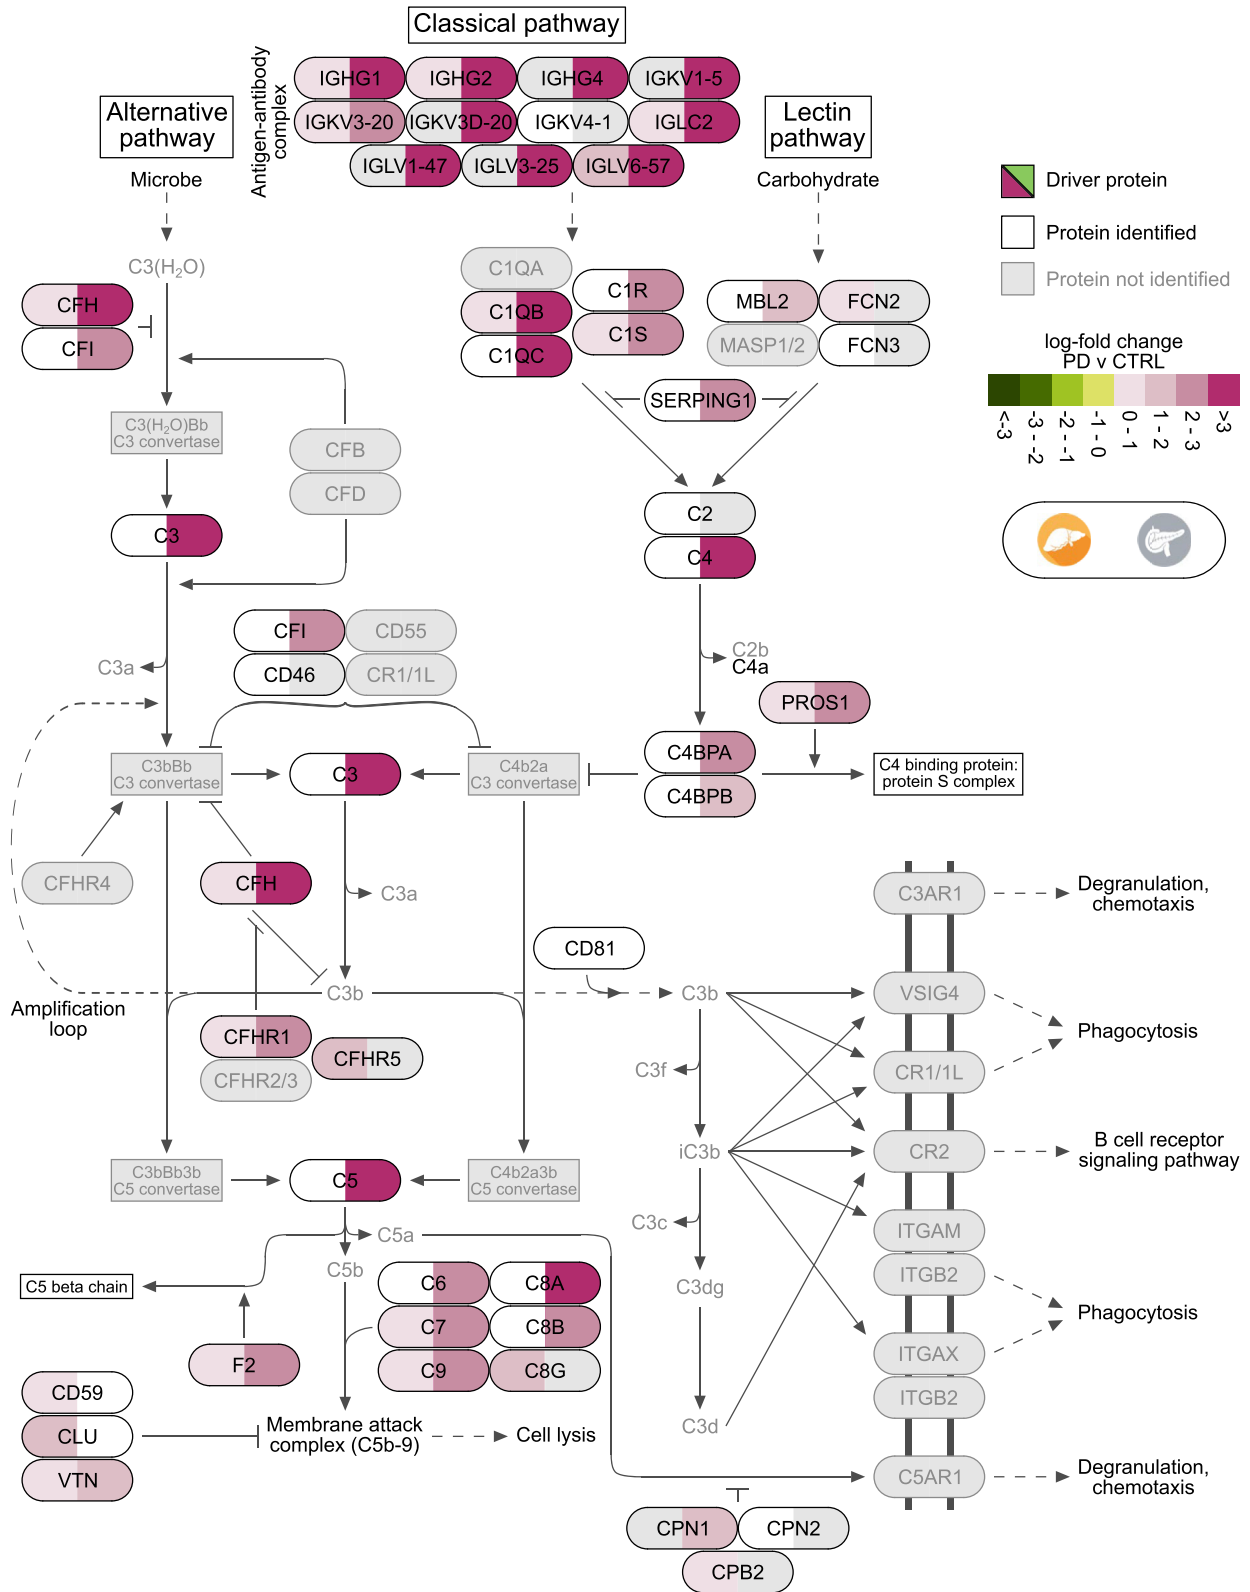 Classical pathway
Antigen-antibody
complex
IGHG1
IGHG2
IGHG4
IGKV1-5
IGKV3-20
IGKV3D-20
IGKV4-1
IGLC2
IGLV1-47
IGLV3-25
IGLV6-57
Alternative
pathway
Microbe
Lectin
pathway
Carbohydrate
Driver protein
Protein identified
Protein not identified
log-fold change
PD v CTRL
<-3
-3 - -2
-2 - -1
-1 - 0
0 - 1
1 - 2
2 - 3
>3
C3(H2O)
CFH
CFI
C1QA
C1QB
C1QC
C1R
C1S
MBL2
FCN2
MASP1/2
FCN3
SERPING1
C3(H2O)Bb
C3 convertase
CFB
CFD
C3
C2
C4
CFI
CD55
CD46
CR1/1L
C3a
C2b
C4a
PROS1
C3bBb
C3 convertase
C3
C4b2a
C3 convertase
C4BPA
C4BPB
C4 binding protein:
protein S complex
CFHR4
CFH
C3a
C3AR1
Degranulation,
chemotaxis
CD81
Amplification
loop
C3b
C3b
VSIG4
Phagocytosis
CFHR1
CFHR5
CFHR2/3
C3f
CR1/1L
iC3b
CR2
B cell receptor
signaling pathway
C3bBb3b
C5 convertase
C5
C4b2a3b
C5 convertase
C5a
C3c
ITGAM
ITGB2
Phagocytosis
C5 beta chain
C5b
C6
C8A
C7
C8B
C9
C8G
C3dg
F2
ITGAX
ITGB2
CD59
CLU
VTN
Membrane attack
complex (C5b-9)
Cell lysis
C3d
C5AR1
Degranulation,
chemotaxis
CPN1
CPN2
CPB2